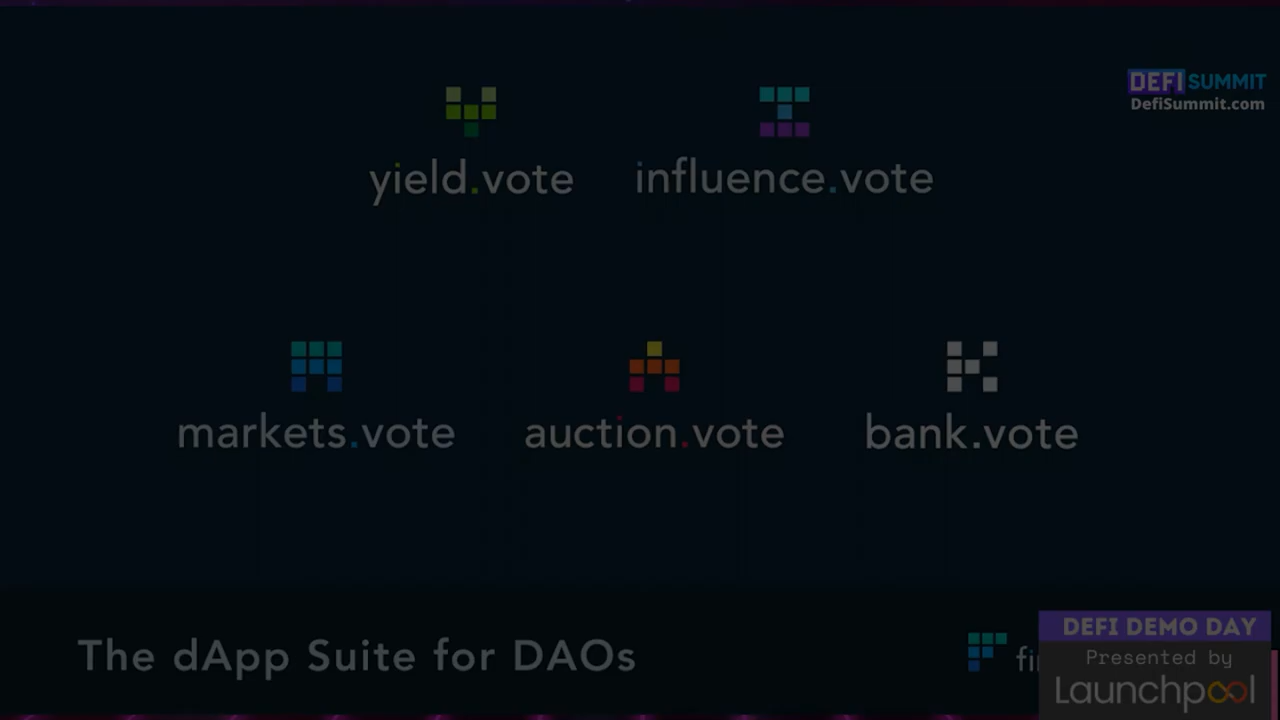 DEFI SUMMIT
DefiSummit.com
yield.vote
influence.vote
markets.vote
auction.vote
bank.vote
The dApp Suite for DAOs
DEFI DEMO DAY
Presented by
Launchpool